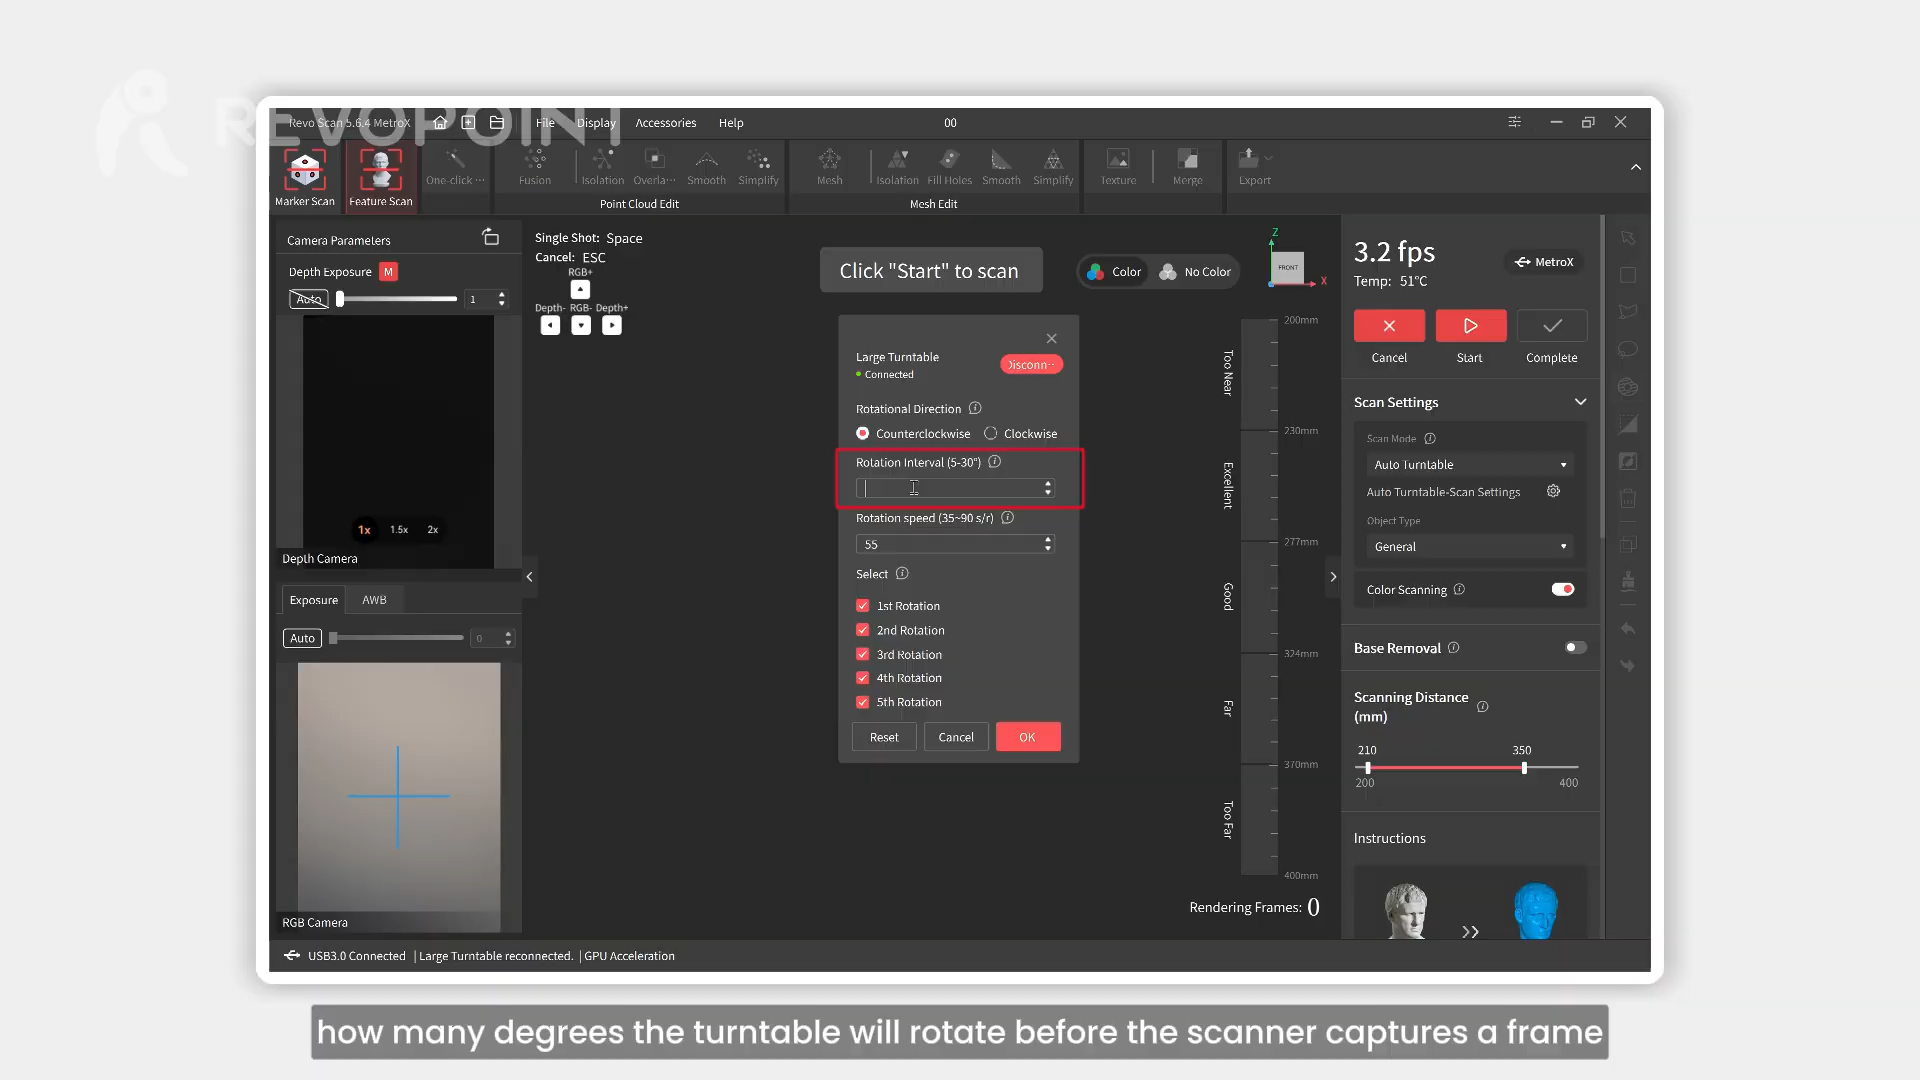 REVOPOINT
Revo Scan 5.6.4 MetroX
File
Display
Accessories
Help
00
Marker Scan
Feature Scan
One-click ···
Fusion
Isolation
Overla···
Smooth
Simplify
Point Cloud Edit
Mesh
Isolation
Fill Holes
Smooth
Simplify
Mesh Edit
Texture
Merge
Export
Camera Parameters
Depth Exposure M
Auto
1
1x
1.5x
2x
Depth Camera
Exposure
AWB
Auto
0
RGB Camera
Single Shot: Space
Cancel: ESC
RGB+
Depth- RGB- Depth+
Click "Start" to scan
Color
No Color
Z
FRONT
X
Large Turntable
Connected
Disconn···
Rotational Direction
Counterclockwise
Clockwise
Rotation Interval (5-30°)
Rotation speed (35~90 s/r)
55
Select
1st Rotation
2nd Rotation
3rd Rotation
4th Rotation
5th Rotation
Reset
Cancel
OK
200mm
Too Near
230mm
Excellent
277mm
Good
324mm
Far
370mm
Too Far
400mm
Rendering Frames: 0
3.2 fps
Temp: 51°C
MetroX
Cancel
Start
Complete
Scan Settings
Scan Mode
Auto Turntable
Auto Turntable-Scan Settings
Object Type
General
Color Scanning
Base Removal
Scanning Distance
(mm)
210
350
200
400
Instructions
USB3.0 Connected | Large Turntable reconnected. | GPU Acceleration
how many degrees the turntable will rotate before the scanner captures a frame